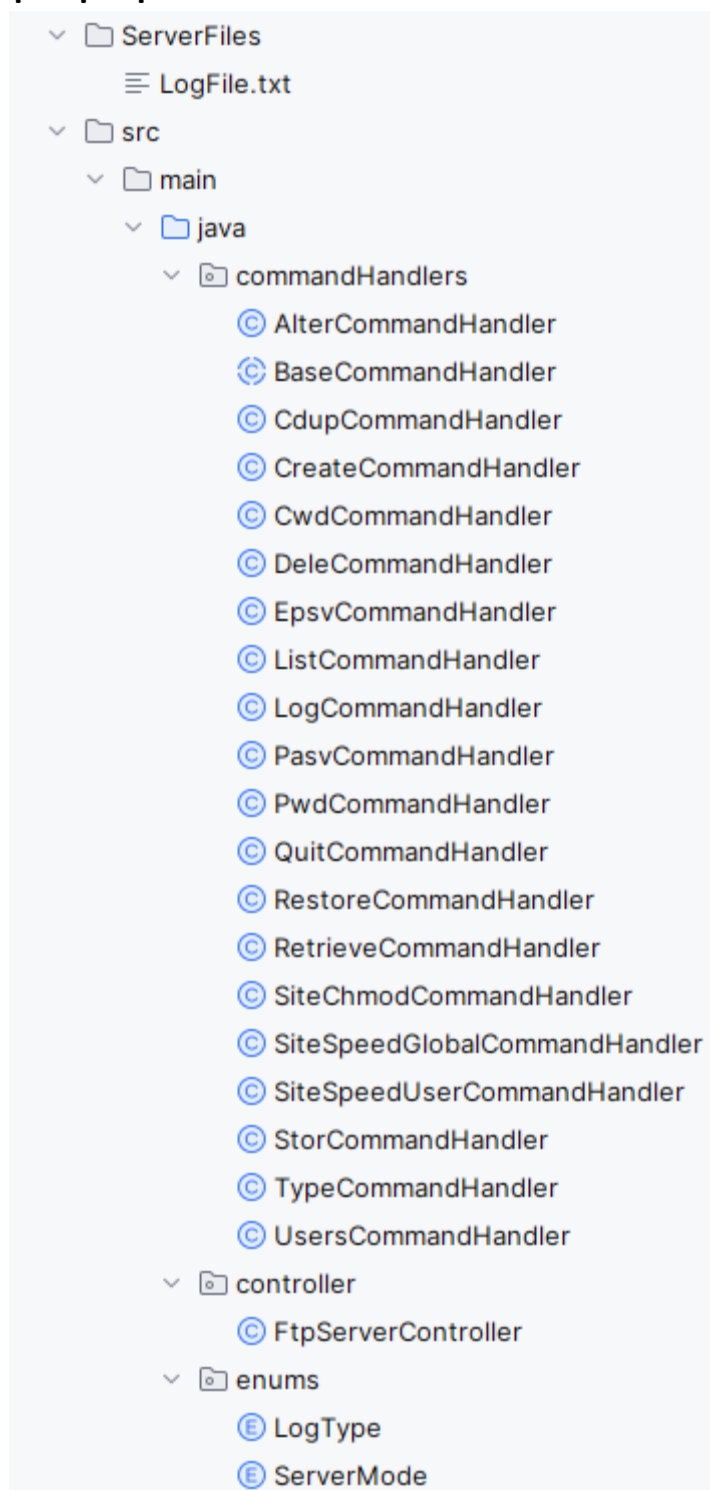 ServerFiles
LogFile.txt
src
main
java
commandHandlers
AlterCommandHandler
BaseCommandHandler
CdupCommandHandler
CreateCommandHandler
CwdCommandHandler
DeleCommandHandler
EpsvCommandHandler
ListCommandHandler
LogCommandHandler
PasvCommandHandler
PwdCommandHandler
QuitCommandHandler
RestoreCommandHandler
RetrieveCommandHandler
SiteChmodCommandHandler
SiteSpeedGlobalCommandHandler
SiteSpeedUserCommandHandler
StorCommandHandler
TypeCommandHandler
UsersCommandHandler
controller
FtpServerController
enums
LogType
ServerMode